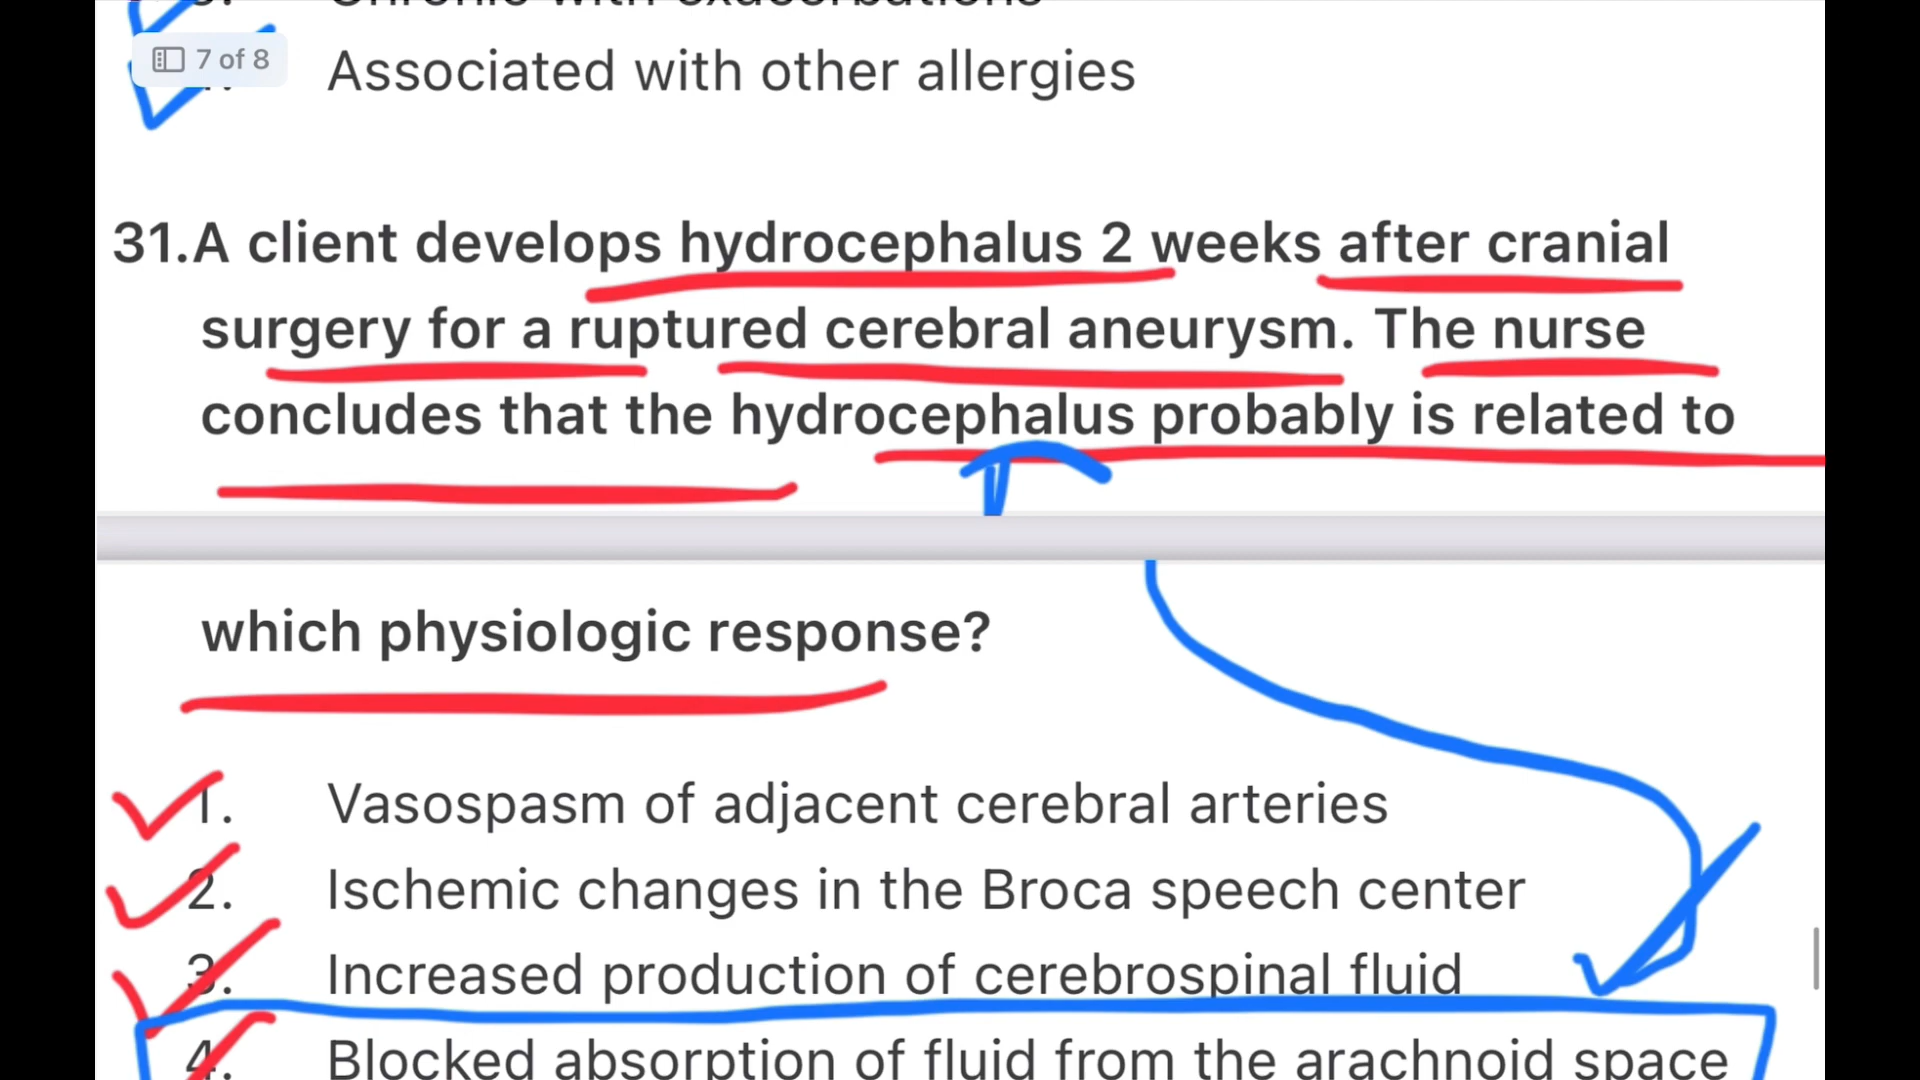 Chronic with exacerbations
7 of 8
Associated with other allergies
31.A client develops hydrocephalus 2 weeks after cranial
surgery for a ruptured cerebral aneurysm. The nurse
concludes that the hydrocephalus probably is related to
which physiologic response?
1. Vasospasm of adjacent cerebral arteries
2. Ischemic changes in the Broca speech center
3. Increased production of cerebrospinal fluid
4. Blocked absorption of fluid from the arachnoid space